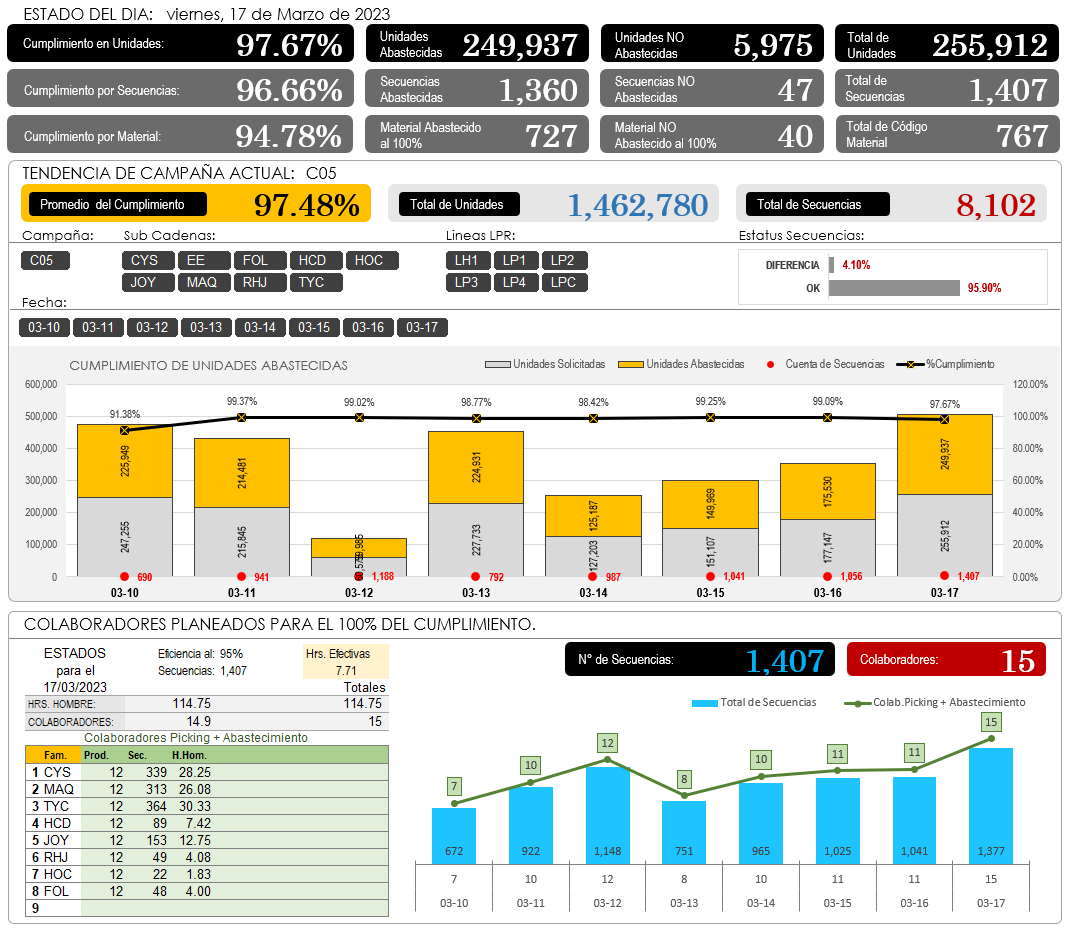 ESTADO DEL DIA: viernes, 17 de Marzo de 2023
Cumplimiento en Unidades: 97.67%
Unidades Abastecidas 249,937
Unidades NO Abastecidas 5,975
Total de Unidades 255,912
Cumplimiento por Secuencias: 96.66%
Secuencias Abastecidas 1,360
Secuencias NO Abastecidas 47
Total de Secuencias 1,407
Cumplimiento por Material: 94.78%
Material Abastecido al 100% 727
Material NO Abastecido al 100% 40
Total de Código Material 767
TENDENCIA DE CAMPAÑA ACTUAL: C05
Promedio del Cumplimiento 97.48%
Total de Unidades 1,462,780
Total de Secuencias 8,102
Campaña: Sub Cadenas: Lineas LPR: Estatus Secuencias:
C05 CYS EE FOL HCD HOC LH1 LP1 LP2
JOY MAQ RHJ TYC LP3 LP4 LPC
DIFERENCIA 4.10%
OK 95.90%
Fecha:
03-10 03-11 03-12 03-13 03-14 03-15 03-16 03-17
CUMPLIMIENTO DE UNIDADES ABASTECIDAS
Unidades Solicitadas Unidades Abastecidas Cuenta de Secuencias %Cumplimiento
600,000
500,000
400,000
300,000
200,000
100,000
0
120.00%
100.00%
80.00%
60.00%
40.00%
20.00%
0.00%
91.38% 99.37% 99.02% 98.77% 98.42% 99.25% 99.09% 97.67%
225,949 214,481 59,985 224,931 125,187 149,969 175,530 249,937
247,255 215,845 227,733 127,203 151,107 177,147 255,912
690 941 1,188 792 987 1,041 1,056 1,407
03-10 03-11 03-12 03-13 03-14 03-15 03-16 03-17
COLABORADORES PLANEADOS PARA EL 100% DEL CUMPLIMIENTO.
ESTADOS
para el
17/03/2023
Eficiencia al: 95%
Secuencias: 1,407
Hrs. Efectivas
7.71
Totales
HRS. HOMBRE: 114.75 114.75
COLABORADORES: 14.9 15
Colaboradores Picking + Abastecimiento
Fam. Prod. Sec. H.Hom.
1 CYS 12 339 28.25
2 MAQ 12 313 26.08
3 TYC 12 364 30.33
4 HCD 12 89 7.42
5 JOY 12 153 12.75
6 RHJ 12 49 4.08
7 HOC 12 22 1.83
8 FOL 12 48 4.00
9
N° de Secuencias: 1,407
Colaboradores: 15
Total de Secuencias Colab.Picking + Abastecimiento
7 10 12 8 10 11 11 15
672 922 1,148 751 965 1,025 1,041 1,377
7 10 12 8 10 11 11 15
03-10 03-11 03-12 03-13 03-14 03-15 03-16 03-17